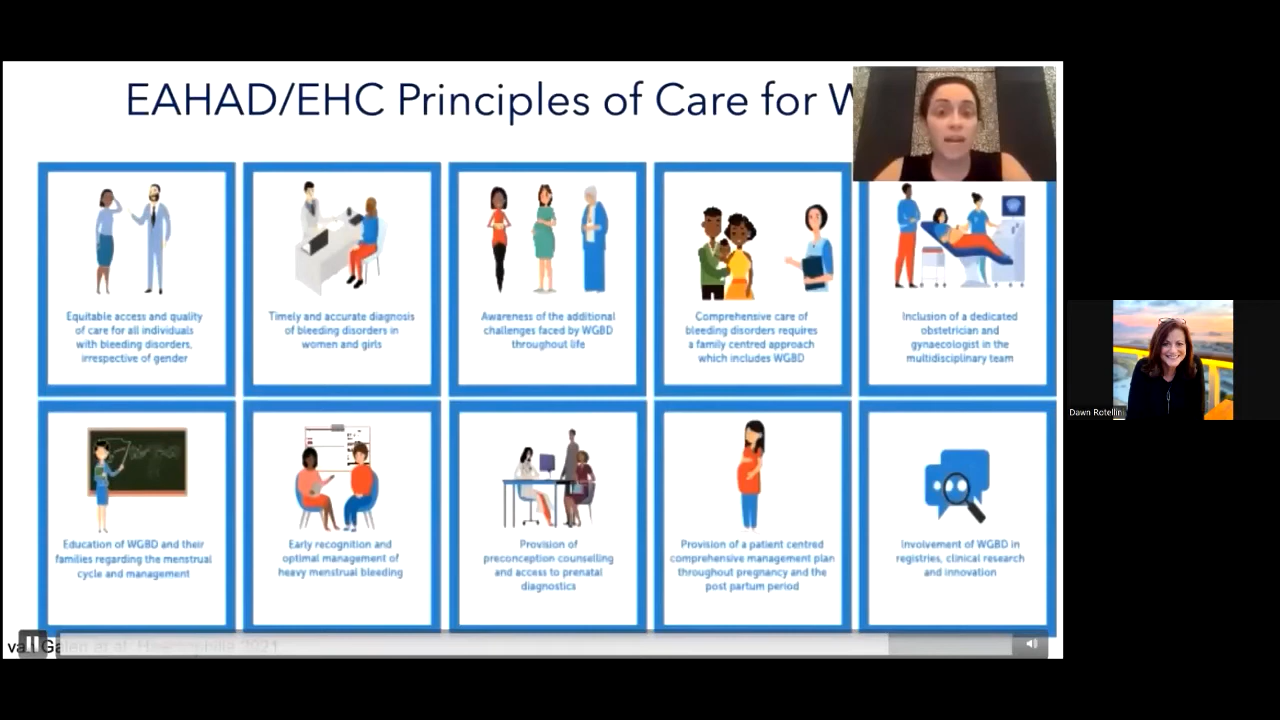 EAHAD/EHC Principles of Care for W
Equitable access and quality
of care for all individuals
with bleeding disorders,
irrespective of gender
Timely and accurate diagnosis
of bleeding disorders in
women and girls
Awareness of the additional
challenges faced by WGBD
throughout life
Comprehensive care of
bleeding disorders requires
a family centred approach
which includes WGBD
Inclusion of a dedicated
obstetrician and
gynaecologist in the
multidisciplinary team
Dawn Rotellini
Education of WGBD and their
families regarding the menstrual
cycle and management
Early recognition and
optimal management of
heavy menstrual bleeding
Provision of
preconception counselling
and access to prenatal
diagnostics
Provision of a patient centred
comprehensive management plan
throughout pregnancy and the
post partum period
Involvement of WGBD in
registries, clinical research
and innovation
et al. Haemophilia 2021